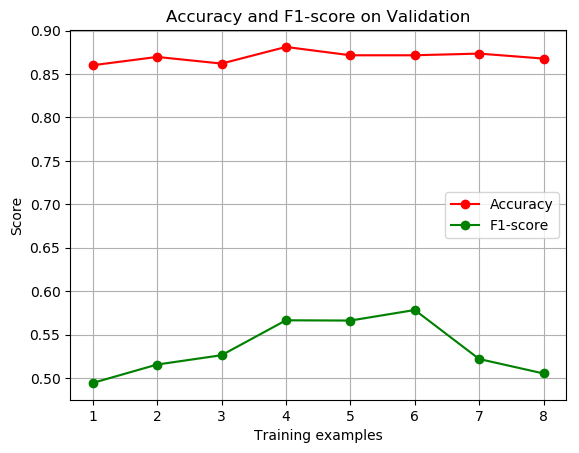 Accuracy and F1-score on Validation
0.90
0.85
0.80
0.75
0.70
0.65
0.60
0.55
0.50
Score
Accuracy
F1-score
1 2 3 4 5 6 7 8
Training examples